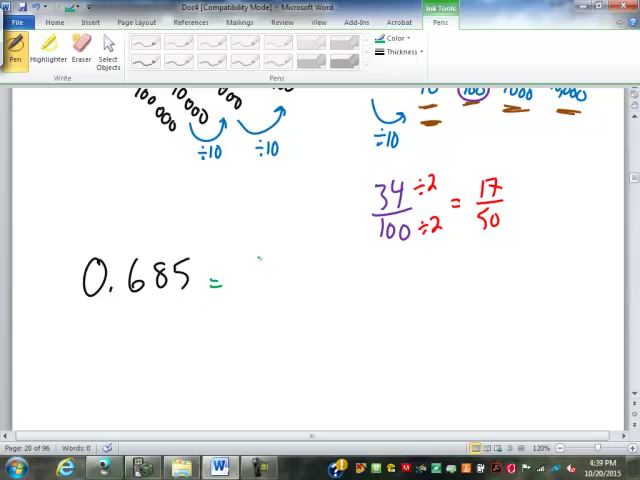 Doc4 [Compatibility Mode] - Microsoft Word
Ink Tools
File Home Insert Page Layout References Mailings Review View Add-Ins Acrobat Pens
Pen Highlighter Eraser Select Objects
Color
Thickness
Write
Pens
10 100 1000
÷10 ÷10
÷10
34/100 ÷2/÷2 = 17/50
0.685 =
Page: 20 of 96 Words: 0 120%
4:39 PM
10/20/2015